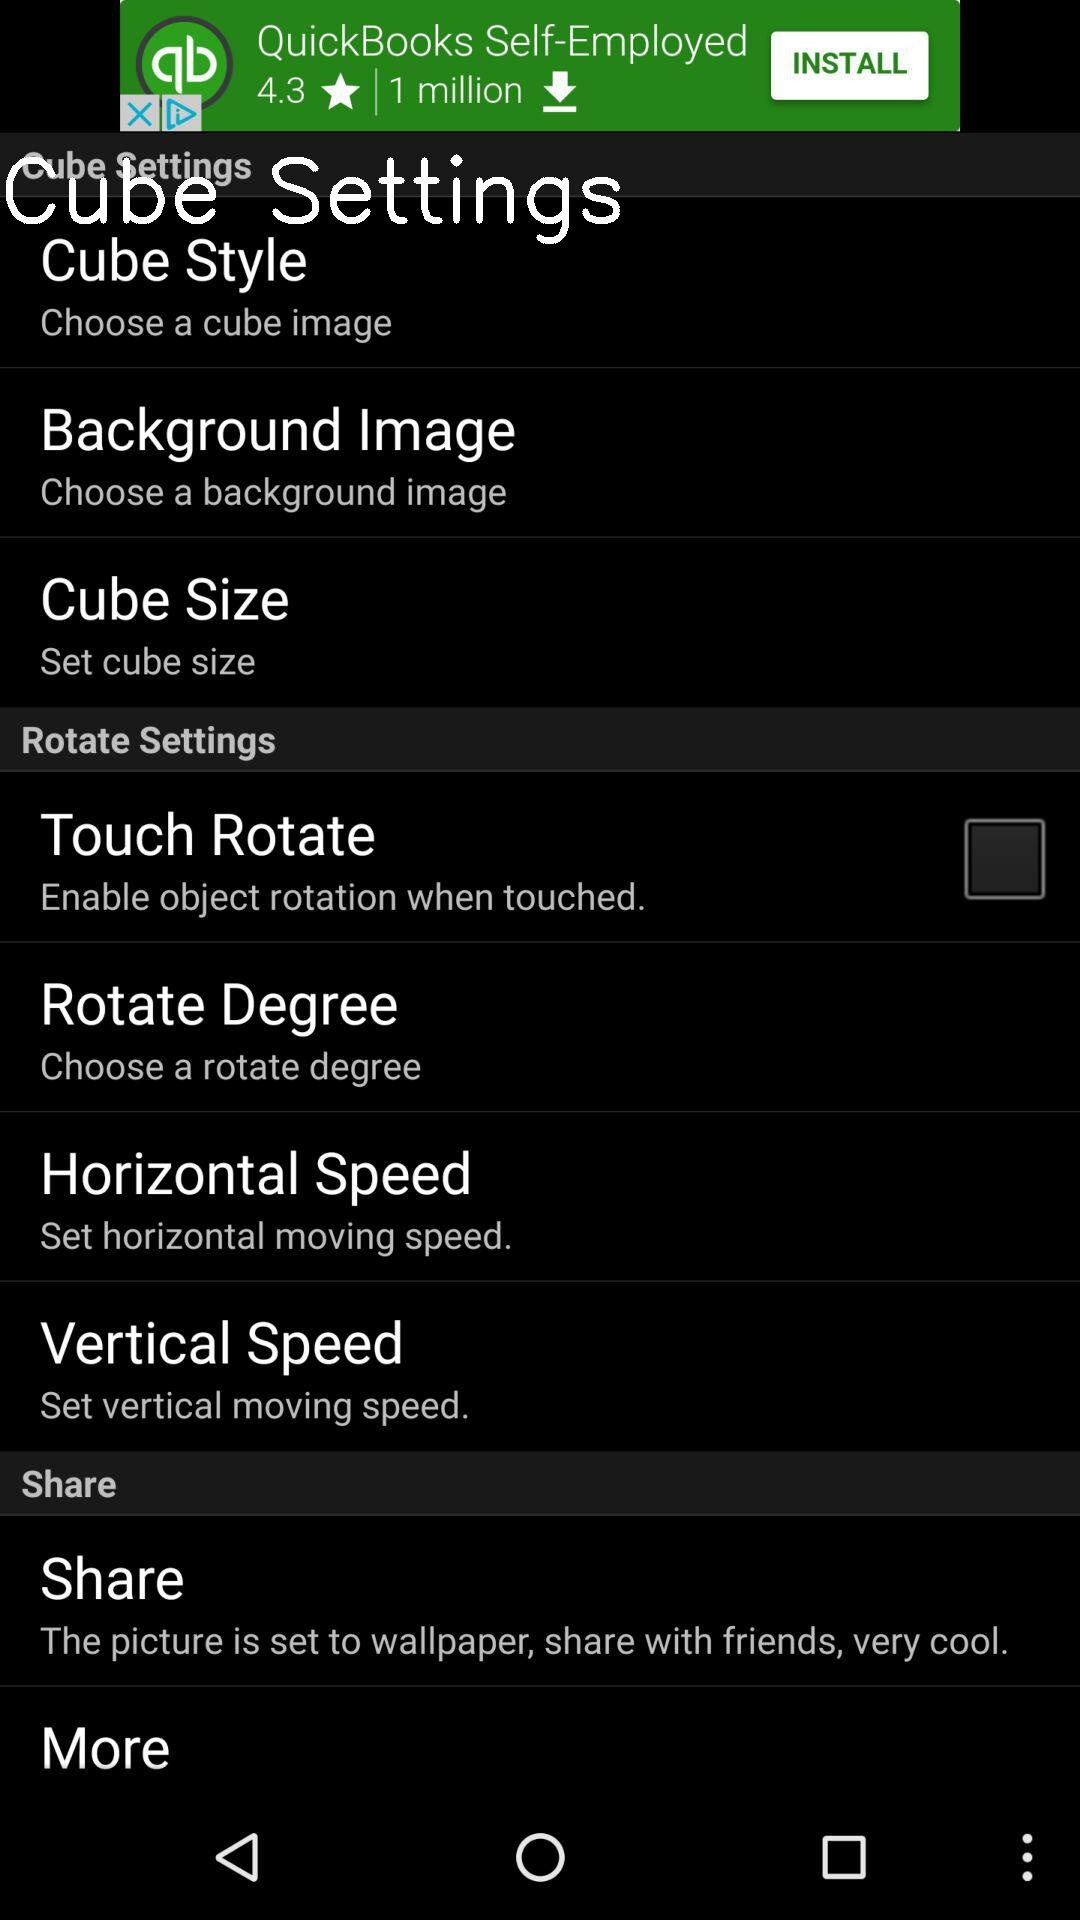 QuickBooks Self-Employed
4.3 1 million
INSTALL
qb
Cube Settings
Cube Settings
Cube Style
Choose a cube image
Background Image
Choose a background image
Cube Size
Set cube size
Rotate Settings
Touch Rotate
Enable object rotation when touched.
Rotate Degree
Choose a rotate degree
Horizontal Speed
Set horizontal moving speed.
Vertical Speed
Set vertical moving speed.
Share
Share
The picture is set to wallpaper, share with friends, very cool.
More